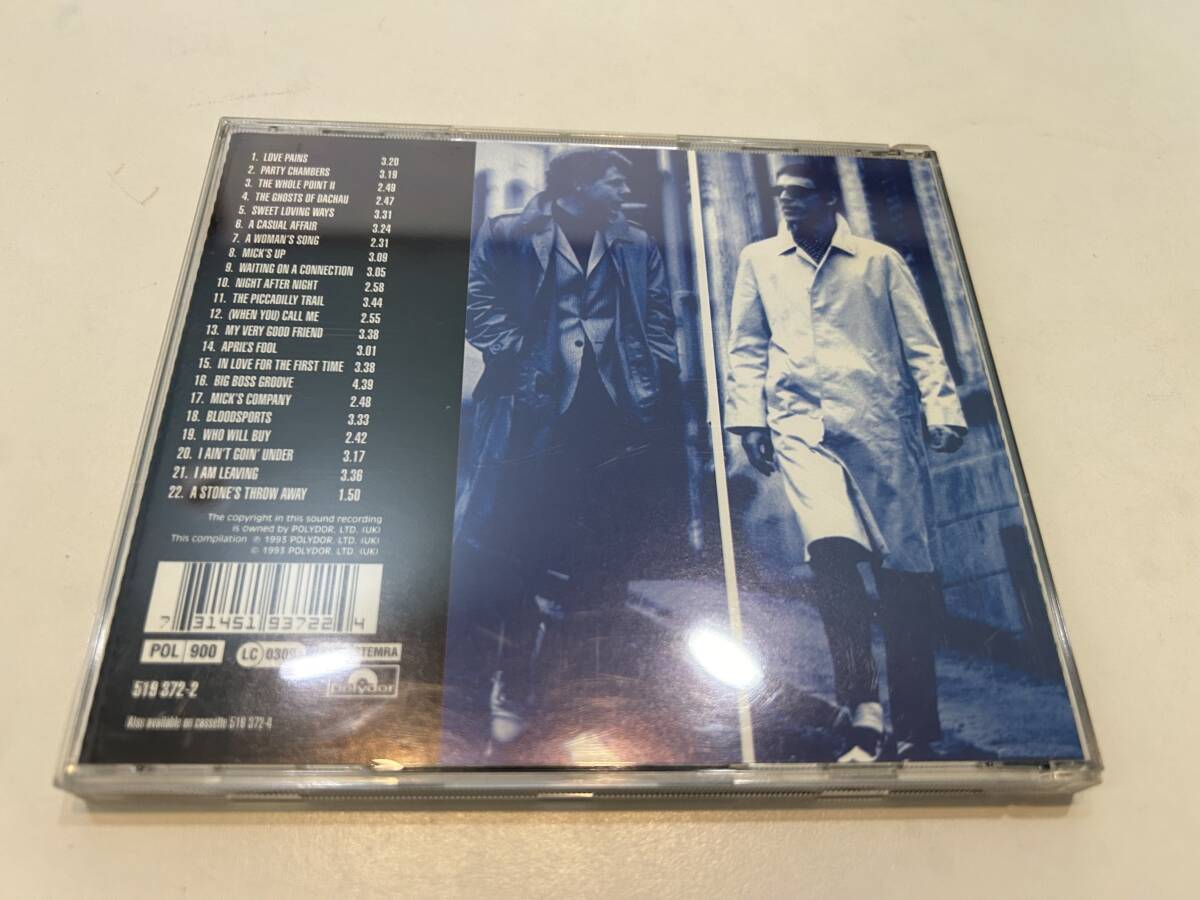 1. LOVE PAINS 3.20
2. PARTY CHAMBERS 3.19
3. THE WHOLE POINT II 2.49
4. THE GHOSTS OF DACHAU 2.47
5. SWEET LOVING WAYS 3.31
6. A CASUAL AFFAIR 3.24
7. A WOMAN'S SONG 2.31
8. MICK'S UP 3.09
9. WAITING ON A CONNECTION 3.05
10. NIGHT AFTER NIGHT 2.58
11. THE PICCADILLY TRAIL 3.44
12. (WHEN YOU) CALL ME 2.55
13. MY VERY GOOD FRIEND 3.38
14. APRIL'S FOOL 3.01
15. IN LOVE FOR THE FIRST TIME 3.38
16. BIG BOSS GROOVE 4.39
17. MICK'S COMPANY 2.48
18. BLOODSPORTS 3.33
19. WHO WILL BUY 2.42
20. I AIN'T GOIN' UNDER 3.17
21. I AM LEAVING 3.36
22. A STONE'S THROW AWAY 1.50
The copyright in this sound recording
is owned by POLYDOR, LTD. (UK)
This compilation ℗ 1993 POLYDOR, LTD. (UK)
© 1993 POLYDOR, LTD. (UK)
7 31451 93722 4
POL 900 LC 0309 STEMRA
519 372-2
polydor
Also available on cassette 519 372-4